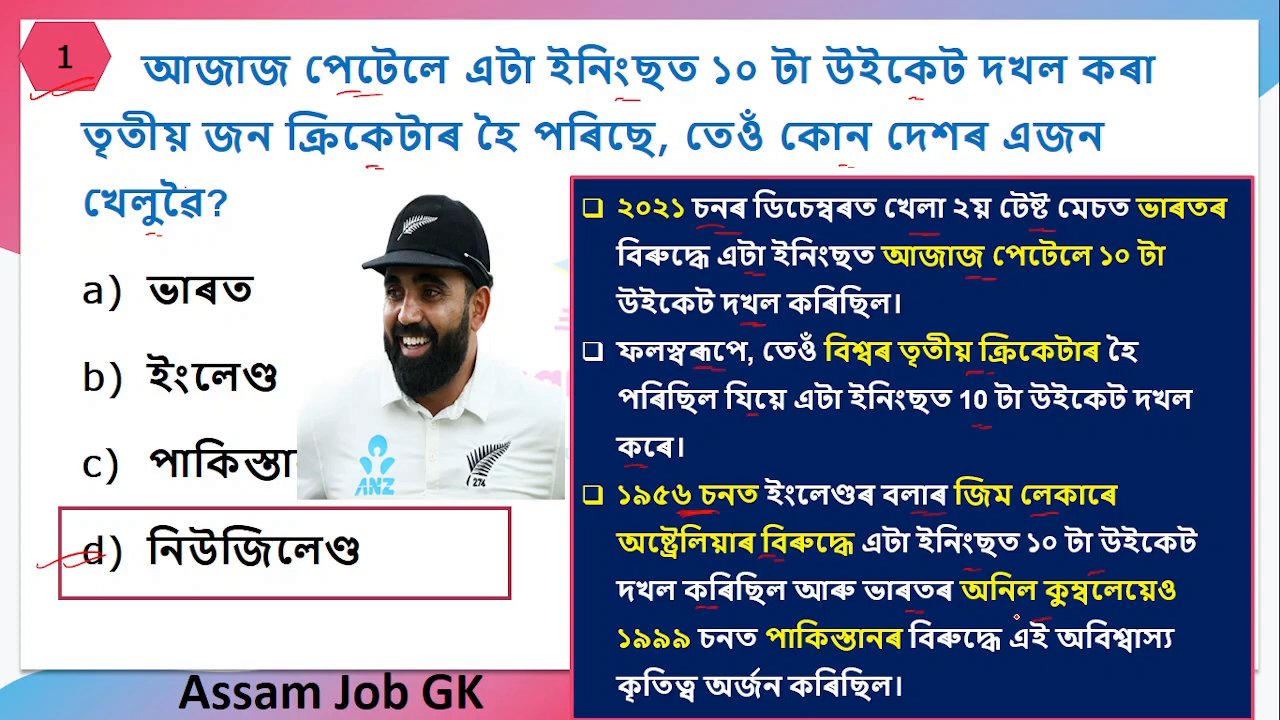 1
আজাজ পেটেলে এটা ইনিংছত ১০ টা উইকেট দখল কৰা
তৃতীয় জন ক্ৰিকেটাৰ হৈ পৰিছে, তেওঁ কোন দেশৰ এজন
খেলুৱৈ?
a) ভাৰত
b) ইংলেণ্ড
c) পাকিস্তা
d) নিউজিলেণ্ড
ANZ
274
২০২১ চনৰ ডিচেম্বৰত খেলা ২য় টেষ্ট মেচত ভাৰতৰ
বিৰুদ্ধে এটা ইনিংছত আজাজ পেটেলে ১০ টা
উইকেট দখল কৰিছিল।
ফলস্বৰূপে, তেওঁ বিশ্বৰ তৃতীয় ক্ৰিকেটাৰ হৈ
পৰিছিল যিয়ে এটা ইনিংছত 10 টা উইকেট দখল
কৰে।
১৯৫৬ চনত ইংলেণ্ডৰ বলাৰ জিম লেকাৰে
অষ্ট্ৰেলিয়াৰ বিৰুদ্ধে এটা ইনিংছত ১০ টা উইকেট
দখল কৰিছিল আৰু ভাৰতৰ অনিল কুম্বলেয়েও
১৯৯৯ চনত পাকিস্তানৰ বিৰুদ্ধে এই অবিশ্বাস্য
কৃতিত্ব অৰ্জন কৰিছিল।
Assam Job GK